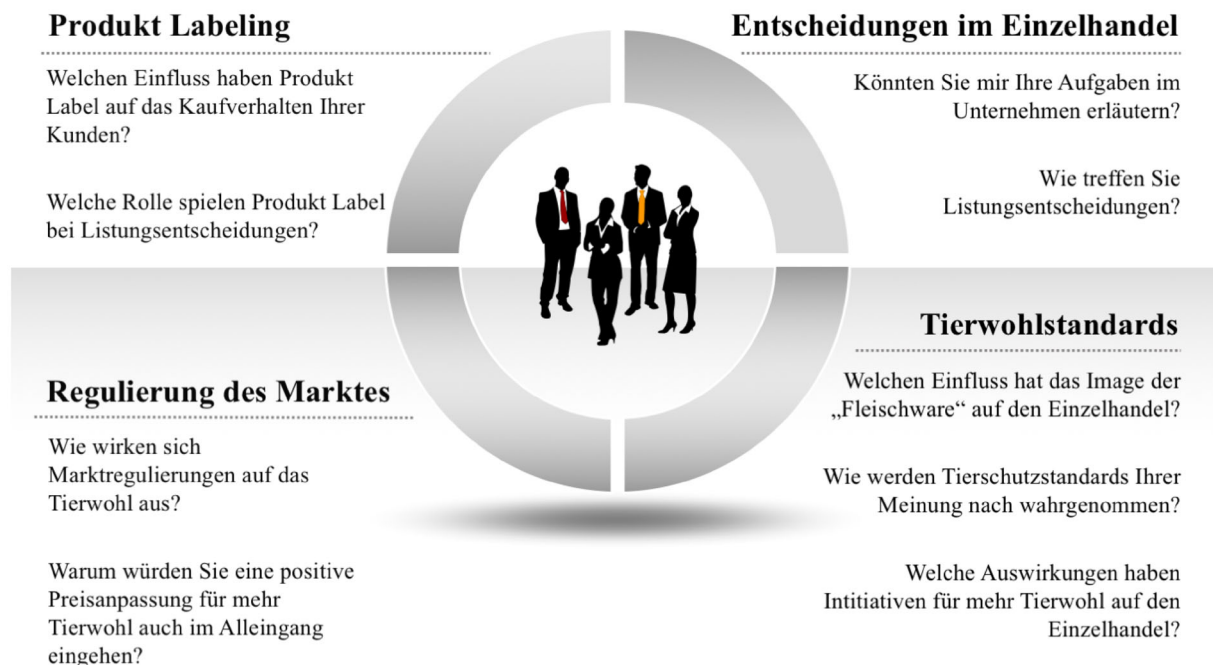 Produkt Labeling
Welchen Einfluss haben Produkt
Label auf das Kaufverhalten Ihrer
Kunden?
Welche Rolle spielen Produkt Label
bei Listungsentscheidungen?
Entscheidungen im Einzelhandel
Könnten Sie mir Ihre Aufgaben im
Unternehmen erläutern?
Wie treffen Sie
Listungsentscheidungen?
Regulierung des Marktes
Wie wirken sich
Marktregulierungen auf das
Tierwohl aus?
Warum würden Sie eine positive
Preisanpassung für mehr
Tierwohl auch im Alleingang
eingehen?
Tierwohlstandards
Welchen Einfluss hat das Image der
„Fleischware“ auf den Einzelhandel?
Wie werden Tierschutzstandards Ihrer
Meinung nach wahrgenommen?
Welche Auswirkungen haben
Intitiativen für mehr Tierwohl auf den
Einzelhandel?